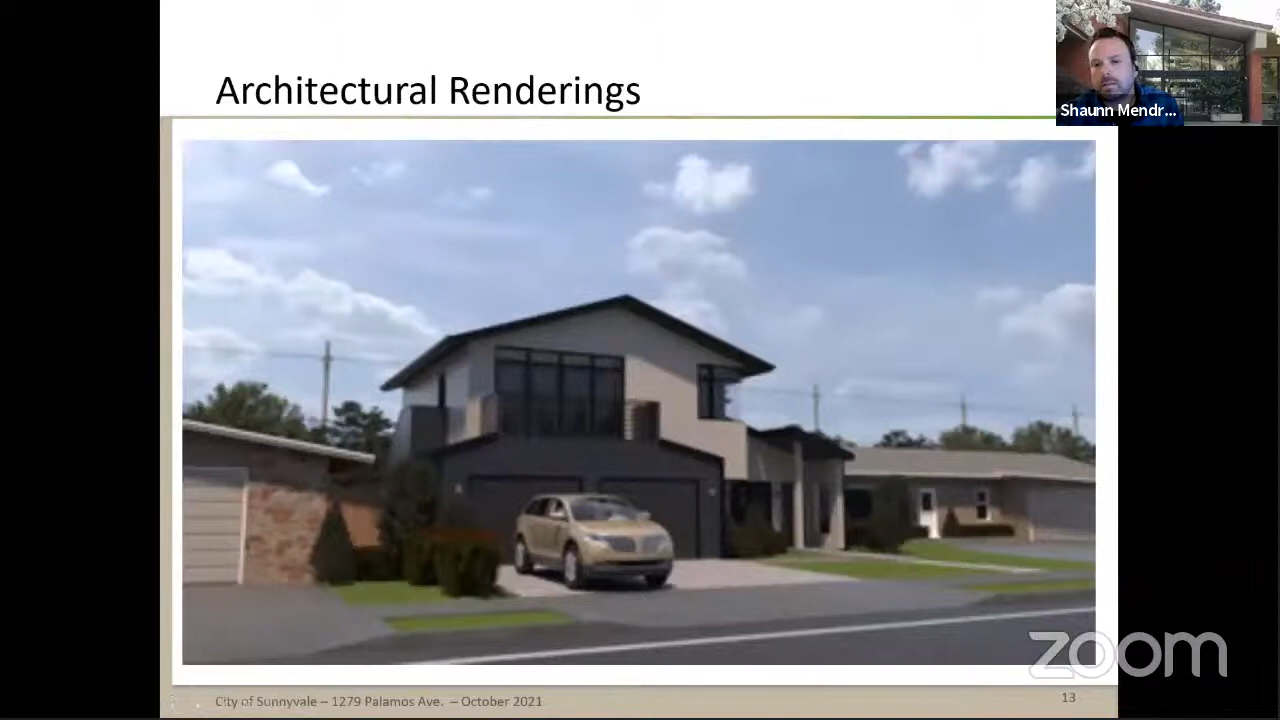 Architectural Renderings
Shaunn Mendr...
zoom
City of Sunnyvale – 1279 Palamos Ave. – October 2021
13